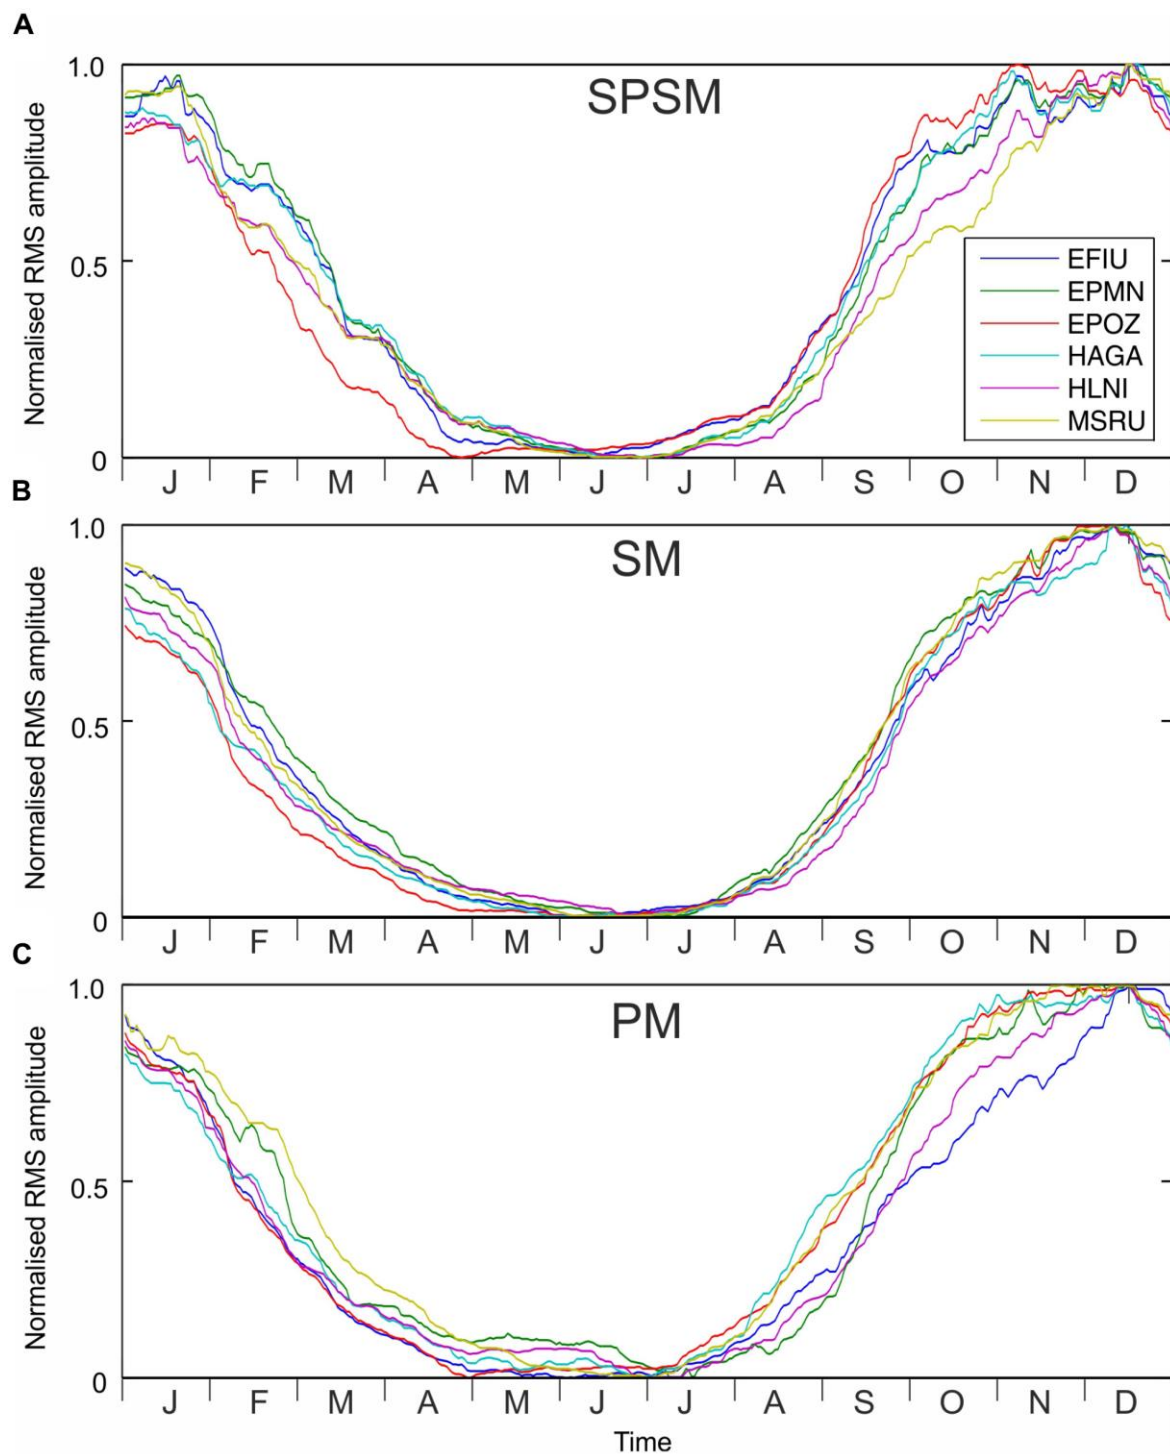 A
SPSM
1.0
0.5
0
Normalised RMS amplitude
EFIU
EPMN
EPOZ
HAGA
HLNI
MSRU
J F M A M J J A S O N D
B
SM
1.0
0.5
0
Normalised RMS amplitude
J F M A M J J A S O N D
C
PM
1.0
0.5
0
Normalised RMS amplitude
J F M A M J J A S O N D
Time